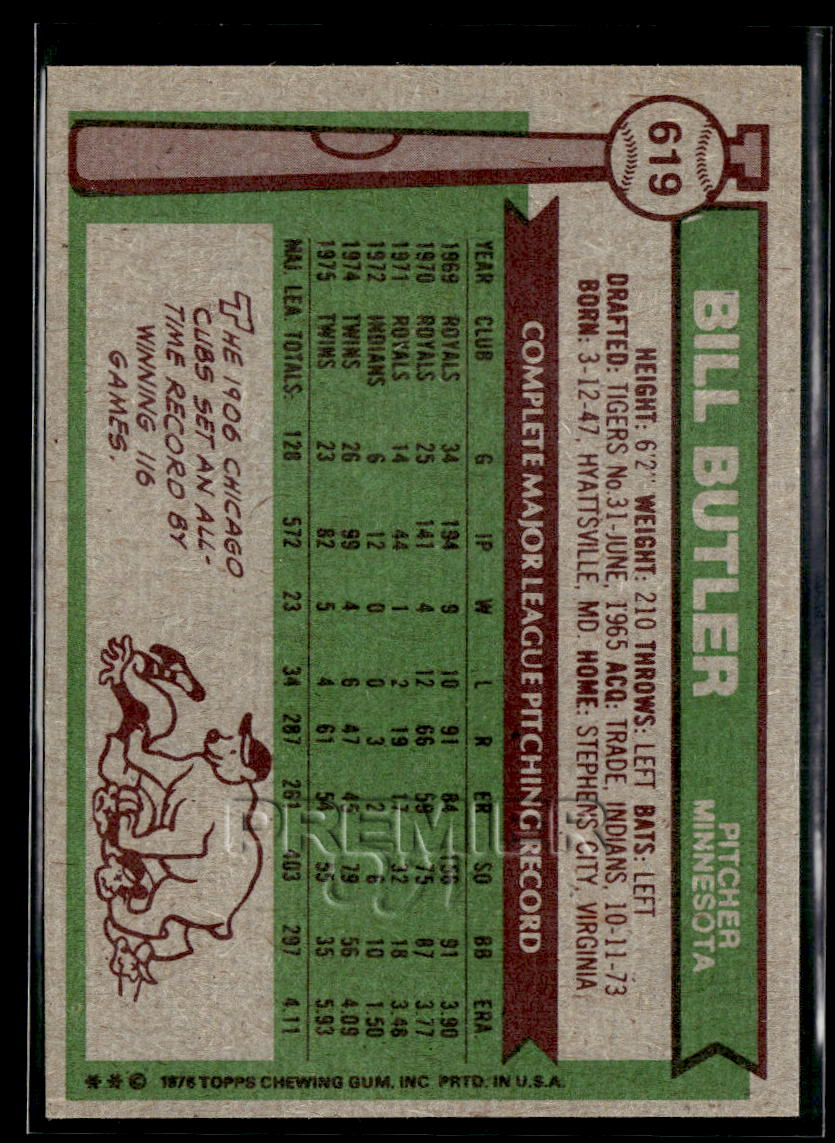 619
BILL BUTLER
PITCHER
MINNESOTA
HEIGHT: 6'2" WEIGHT: 210 THROWS: LEFT BATS: LEFT
DRAFTED: TIGERS No.31-JUNE, 1965 ACQ: TRADE, INDIANS, 10-11-73
BORN: 3-12-47, HYATTSVILLE, MD. HOME: STEPHENS CITY, VIRGINIA
COMPLETE MAJOR LEAGUE PITCHING RECORD
YEAR CLUB G IP W L R ER SO BB ERA
1969 ROYALS 34 194 9 10 91 84 156 91 3.90
1970 ROYALS 25 141 4 12 66 59 75 87 3.77
1971 ROYALS 14 44 1 2 19 17 32 18 3.48
1972 INDIANS 6 12 0 0 3 2 6 10 1.50
1974 TWINS 26 99 4 6 47 45 79 56 4.09
1975 TWINS 23 82 5 4 61 54 55 35 5.93
MAJ. LEA. TOTALS: 128 572 23 34 287 261 403 297 4.11
THE 1906 CHICAGO
CUBS SET AN ALL-
TIME RECORD BY
WINNING 116
GAMES.
**© 1976 TOPPS CHEWING GUM, INC. PRTD. IN U.S.A.